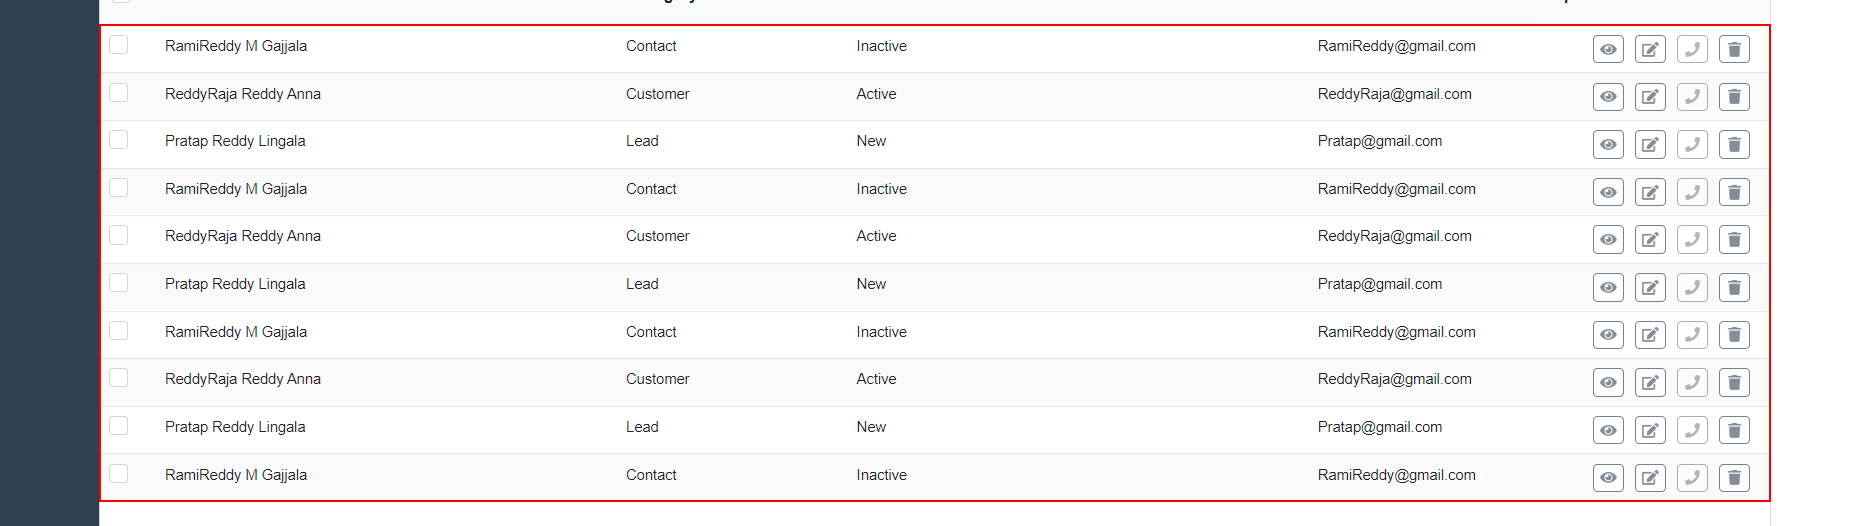 RamiReddy M Gajjala Contact Inactive RamiReddy@gmail.com
ReddyRaja Reddy Anna Customer Active ReddyRaja@gmail.com
Pratap Reddy Lingala Lead New Pratap@gmail.com
RamiReddy M Gajjala Contact Inactive RamiReddy@gmail.com
ReddyRaja Reddy Anna Customer Active ReddyRaja@gmail.com
Pratap Reddy Lingala Lead New Pratap@gmail.com
RamiReddy M Gajjala Contact Inactive RamiReddy@gmail.com
ReddyRaja Reddy Anna Customer Active ReddyRaja@gmail.com
Pratap Reddy Lingala Lead New Pratap@gmail.com
RamiReddy M Gajjala Contact Inactive RamiReddy@gmail.com